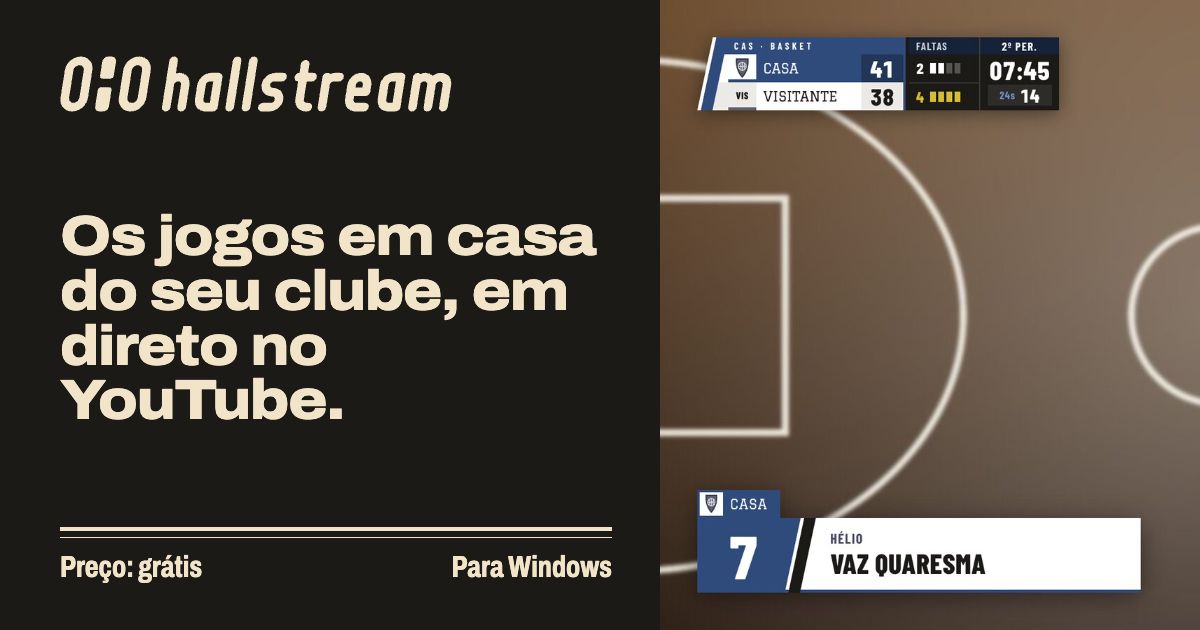 0:0 hallstream
Os jogos em casa
do seu clube, em
direto no
YouTube.
Preço: grátis
Para Windows
CAS · BASKET
FALTAS
2º PER.
CASA
41
2
07:45
VIS
VISITANTE
38
4
24s
14
CASA
7
HÉLIO
VAZ QUARESMA